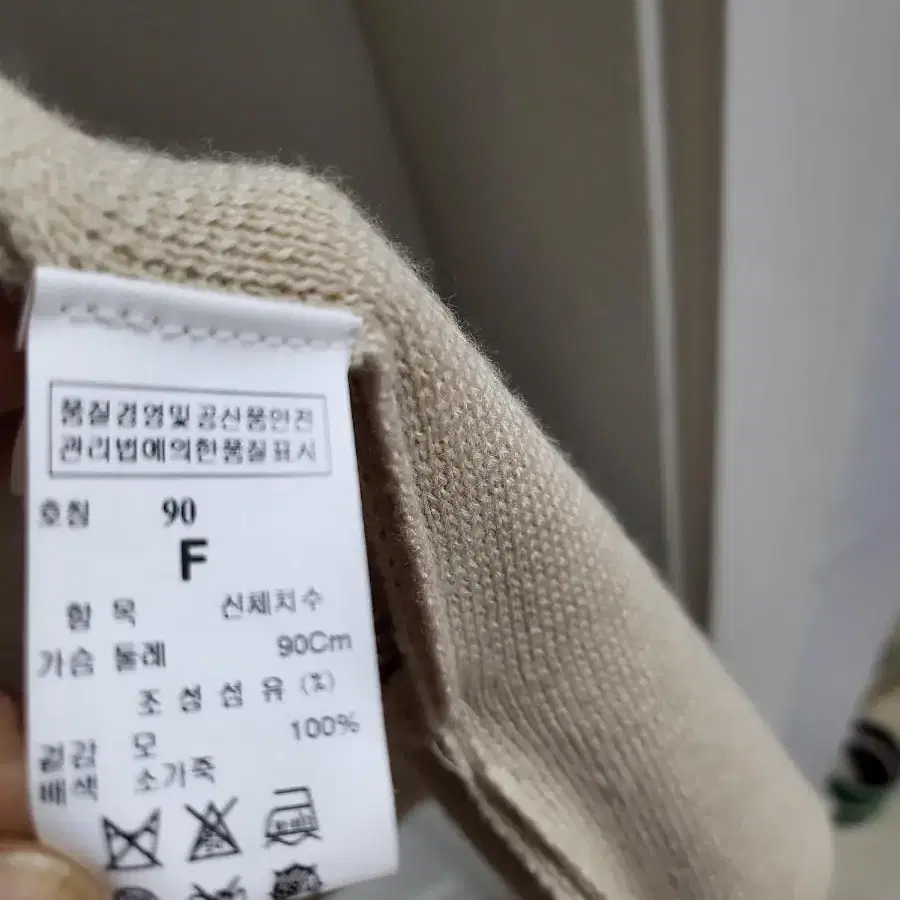 품질경영및공산품안전
관리법에의한품질표시
호칭 90
F
항 목 신체치수
가슴 둘레 90Cm
조 성 섬 유 (%)
겉감 모 100%
배색 소가죽